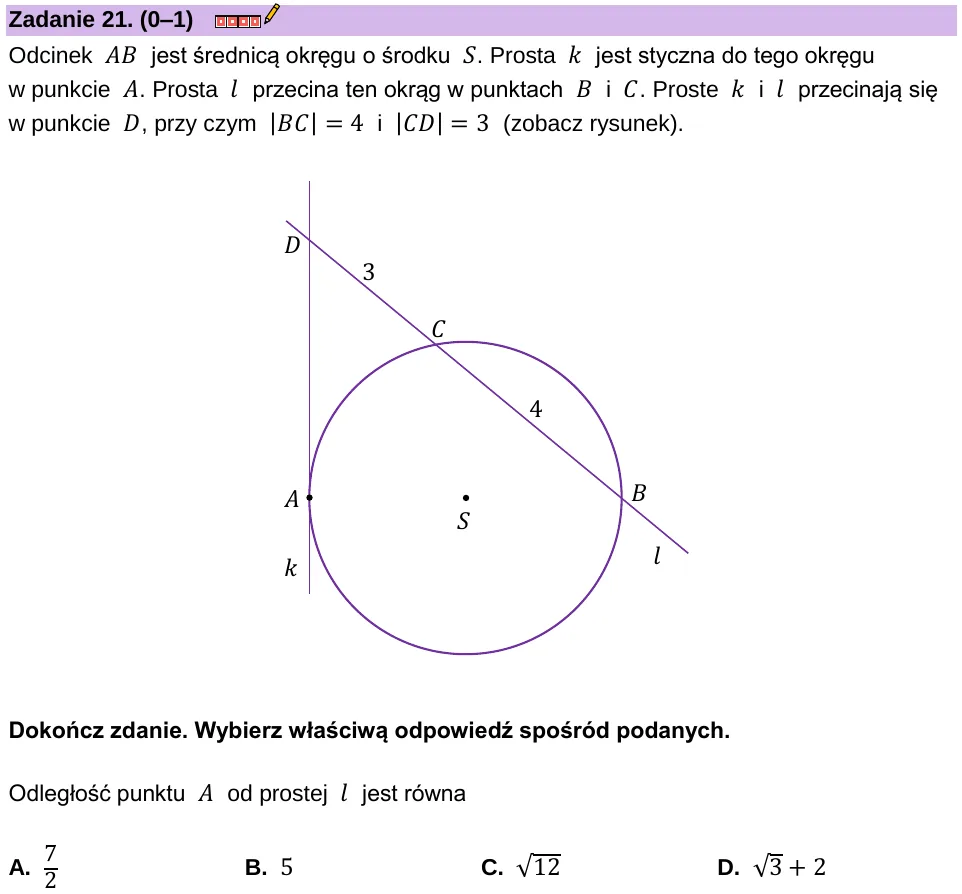 Zadanie 21. (0–1)
Odcinek AB jest średnicą okręgu o środku S. Prosta k jest styczna do tego okręgu
w punkcie A. Prosta l przecina ten okrąg w punktach B i C. Proste k i l przecinają się
w punkcie D, przy czym |BC| = 4 i |CD| = 3 (zobacz rysunek).
D
3
C
4
A
S
B
k
l
Dokończ zdanie. Wybierz właściwą odpowiedź spośród podanych.
Odległość punktu A od prostej l jest równa
A. 7/2 B. 5 C. √12 D. √3 + 2